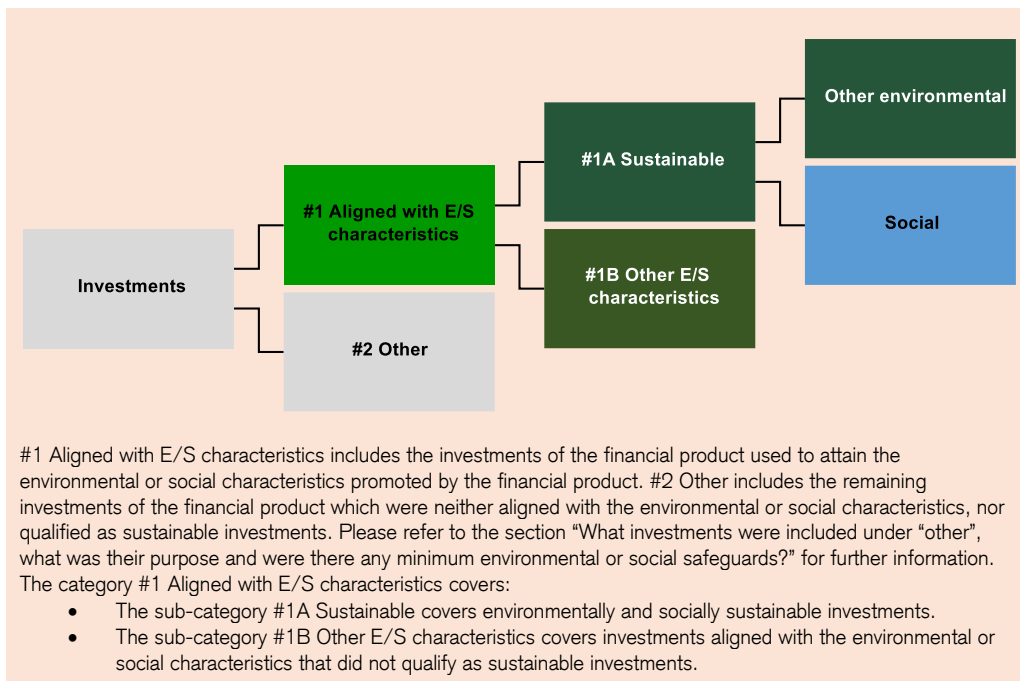 Other environmental
#1A Sustainable
#1 Aligned with E/S
characteristics
Social
Investments
#1B Other E/S
characteristics
#2 Other
#1 Aligned with E/S characteristics includes the investments of the financial product used to attain the
environmental or social characteristics promoted by the financial product. #2 Other includes the remaining
investments of the financial product which were neither aligned with the environmental or social characteristics, nor
qualified as sustainable investments. Please refer to the section “What investments were included under “other”,
what was their purpose and were there any minimum environmental or social safeguards?” for further information.
The category #1 Aligned with E/S characteristics covers:
• The sub-category #1A Sustainable covers environmentally and socially sustainable investments.
• The sub-category #1B Other E/S characteristics covers investments aligned with the environmental or
social characteristics that did not qualify as sustainable investments.